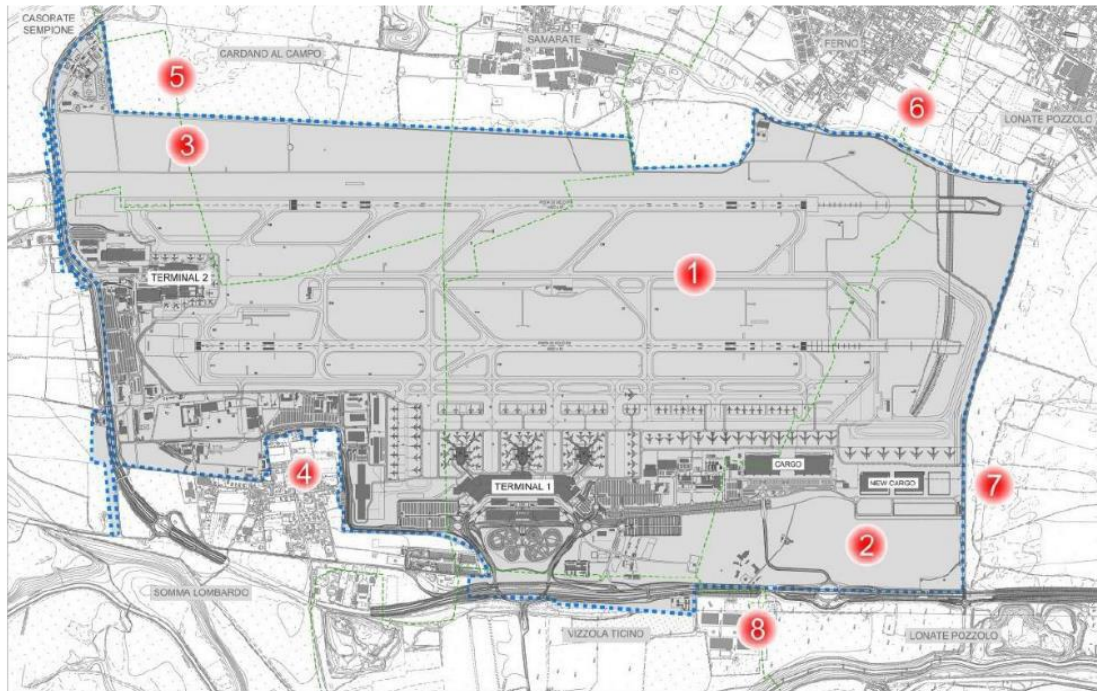 CASORATE
SEMPIONE
CARDANO AL CAMPO
SAMARATE
FERNO
5
6
LONATE POZZOLO
3
TERMINAL 2
1
4
TERMINAL 1
CARGO
NEW CARGO
7
2
SOMMA LOMBARDO
VIZZOLA TICINO
8
LONATE POZZOLO